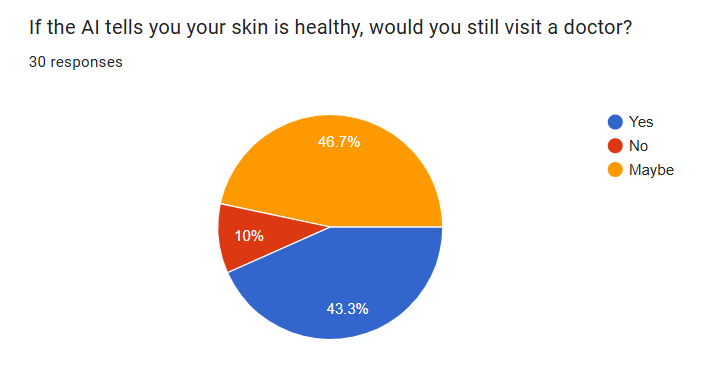 If the AI tells you your skin is healthy, would you still visit a doctor?
30 responses
Yes
No
Maybe
46.7%
10%
43.3%